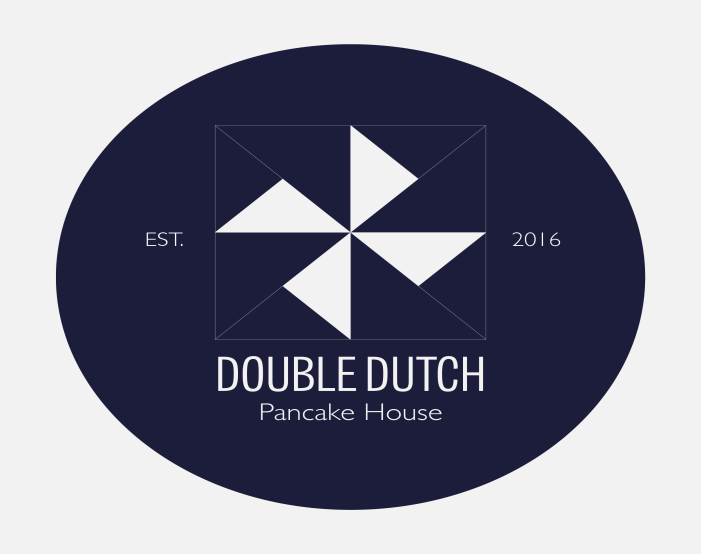 EST.
2016
DOUBLE DUTCH
Pancake House